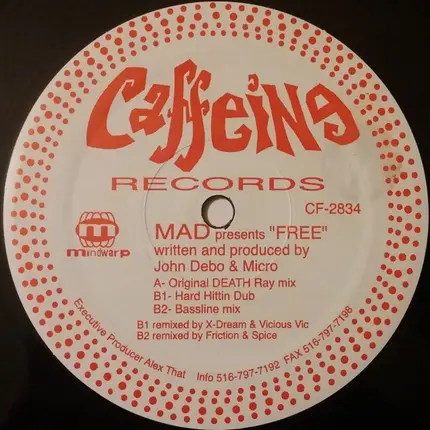 Caffeine
RECORDS
CF-2834
MAD presents "FREE"
written and produced by
John Debo & Micro
m
mindwarp
A- Original DEATH Ray mix
B1- Hard Hittin Dub
B2- Bassline mix
B1 remixed by X-Dream & Vicious Vic
B2 remixed by Friction & Spice
Executive Producer Alex That Info 516-797-7192 FAX 516-797-7196